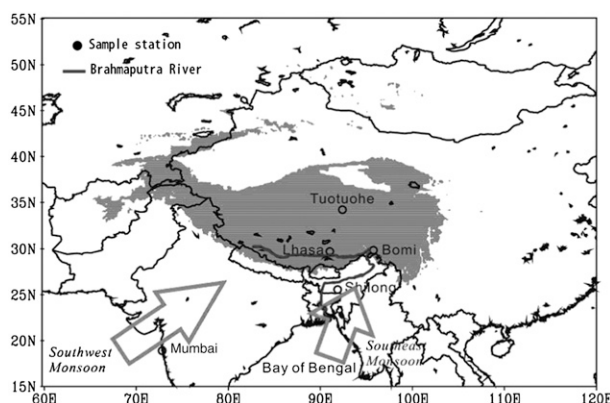 55N
Sample station
50N
Brahmaputra River
45N
40N
35N
Tuotuohe
30N
Lhasa
Bomi
25N
Shilong
20N
Southwest
Monsoon
Mumbai
Southeast
Monsoon
Bay of Bengal
15N
60E 70E 80E 90E 100E 110E 120E